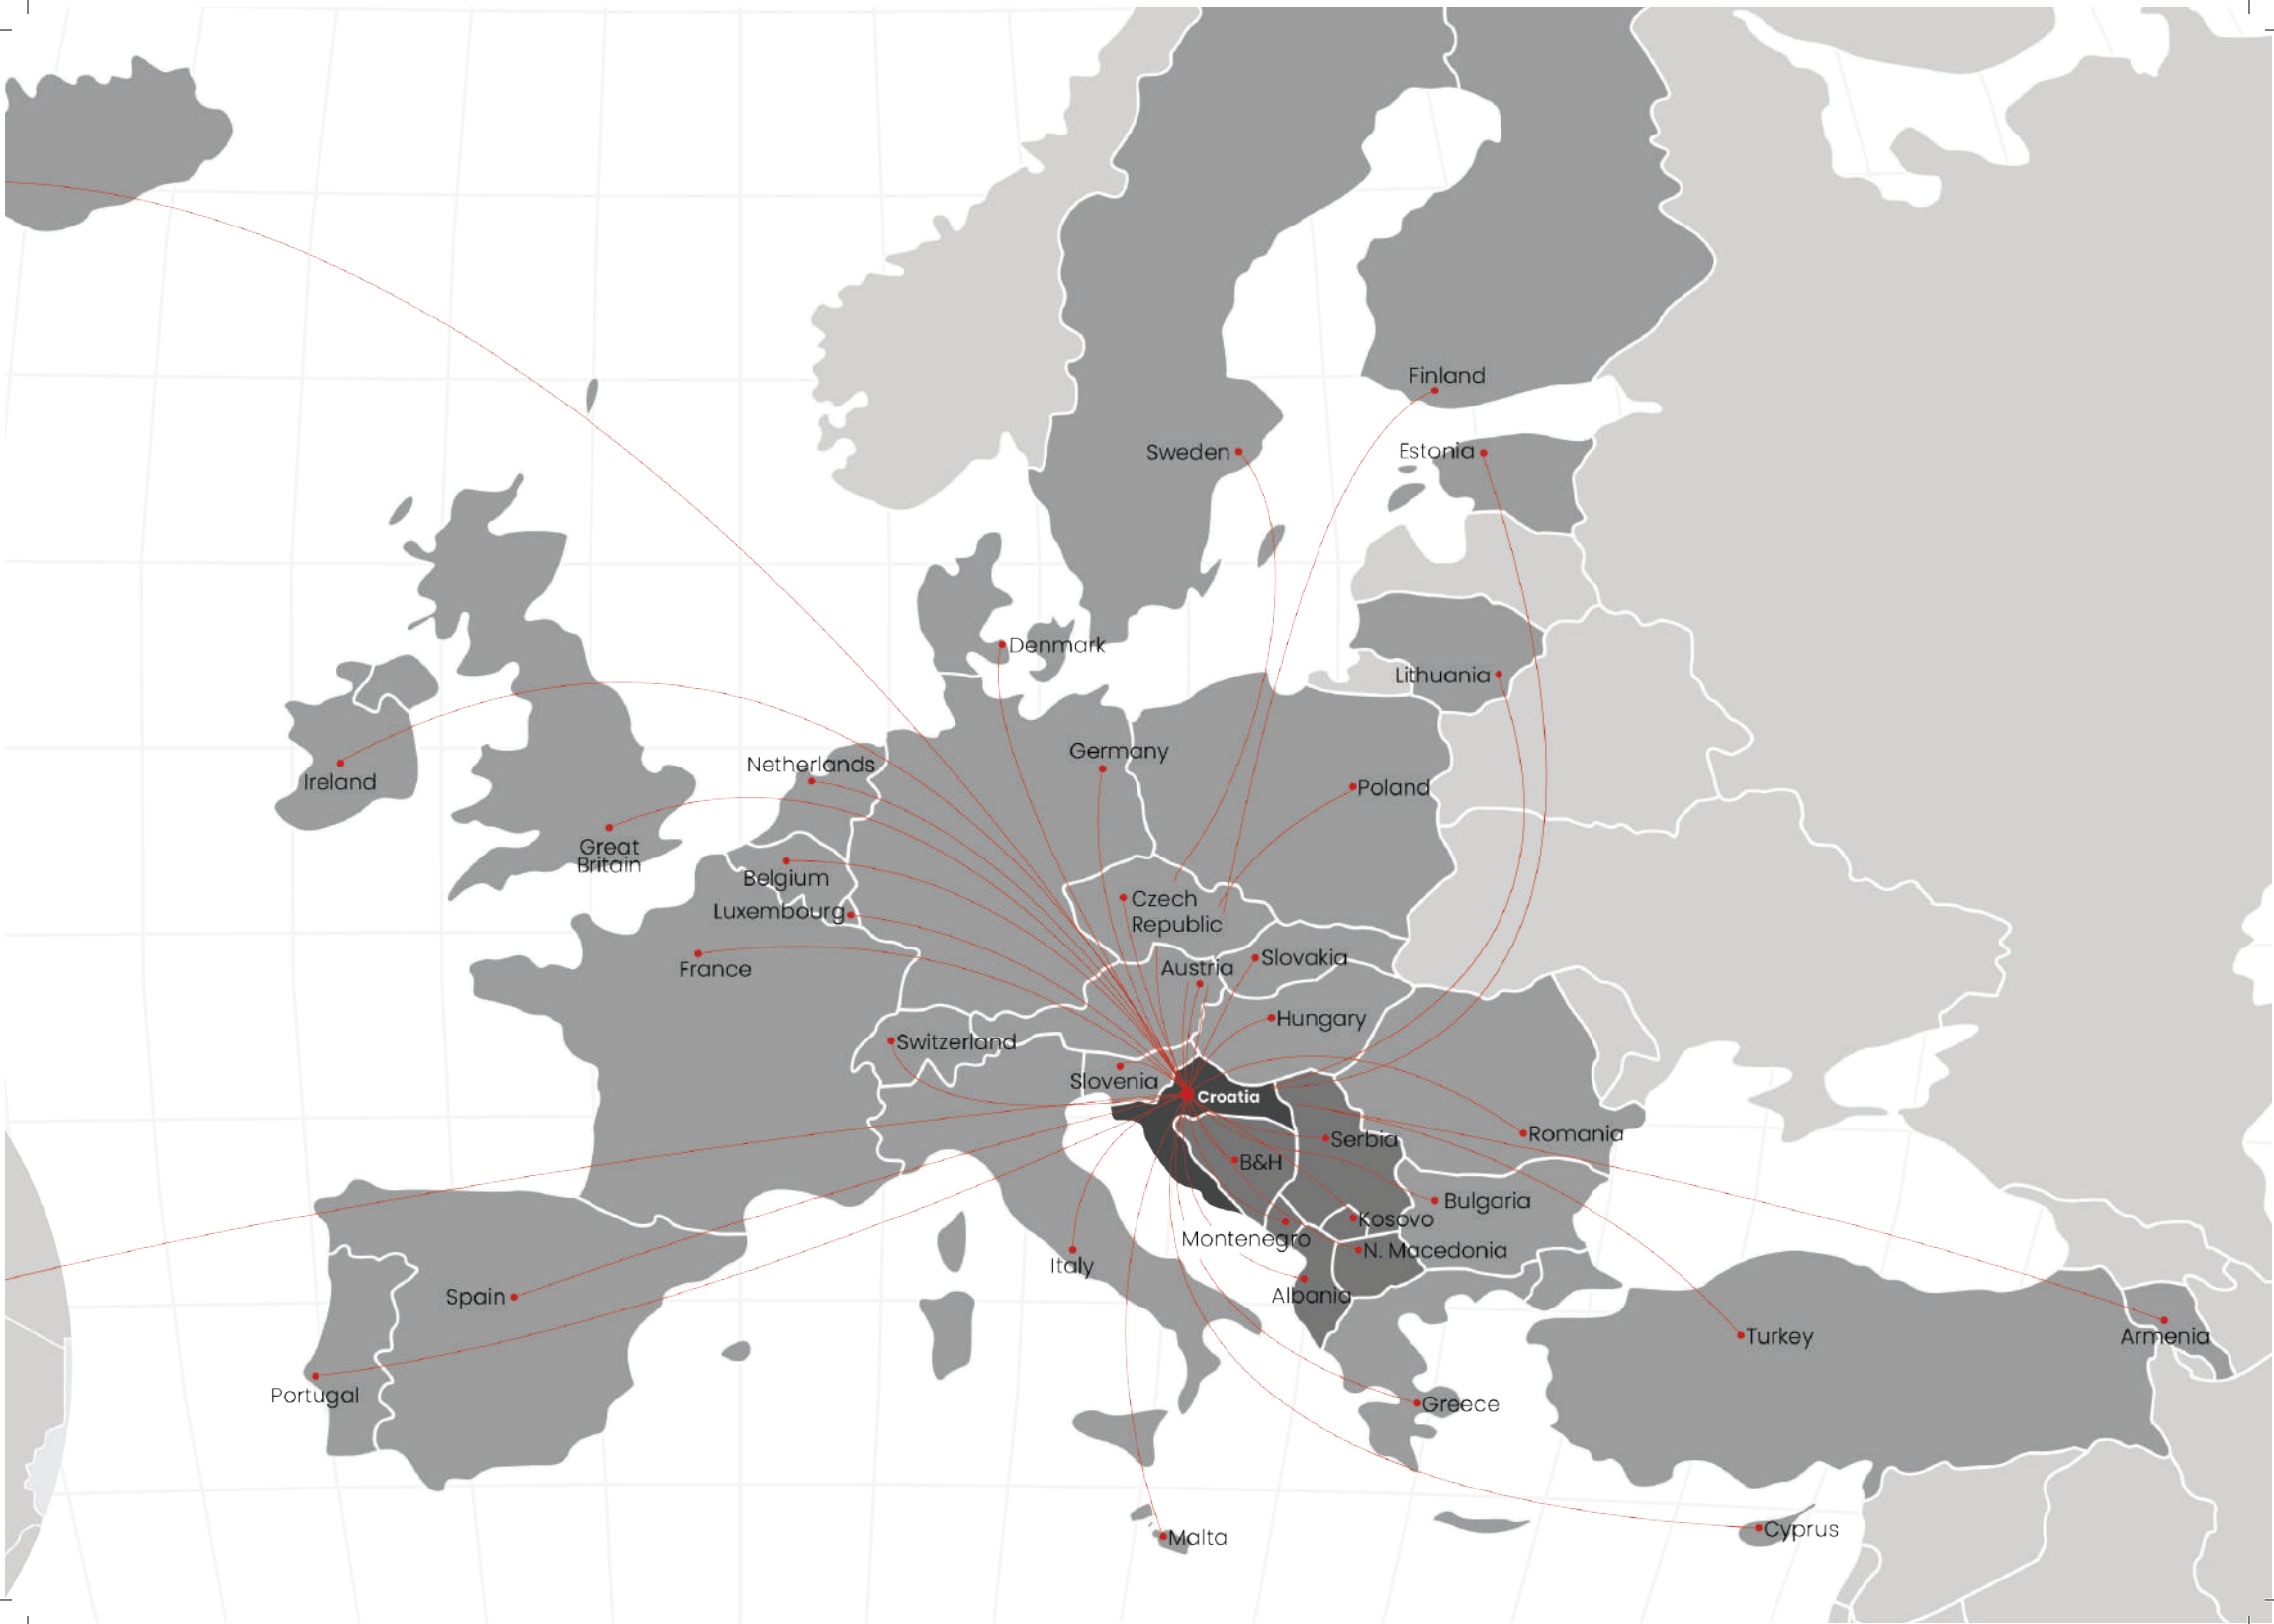 Finland
Sweden
Estonia
Denmark
Lithuania
Germany
Netherlands
Ireland
Poland
Great
Britain
Belgium
Czech
Republic
Luxembourg
France
Austria
Slovakia
Hungary
Switzerland
Slovenia
Croatia
Serbia
Romania
B&H
Bulgaria
Kosovo
Montenegro
N. Macedonia
Italy
Albania
Spain
Turkey
Armenia
Portugal
Greece
Cyprus
Malta